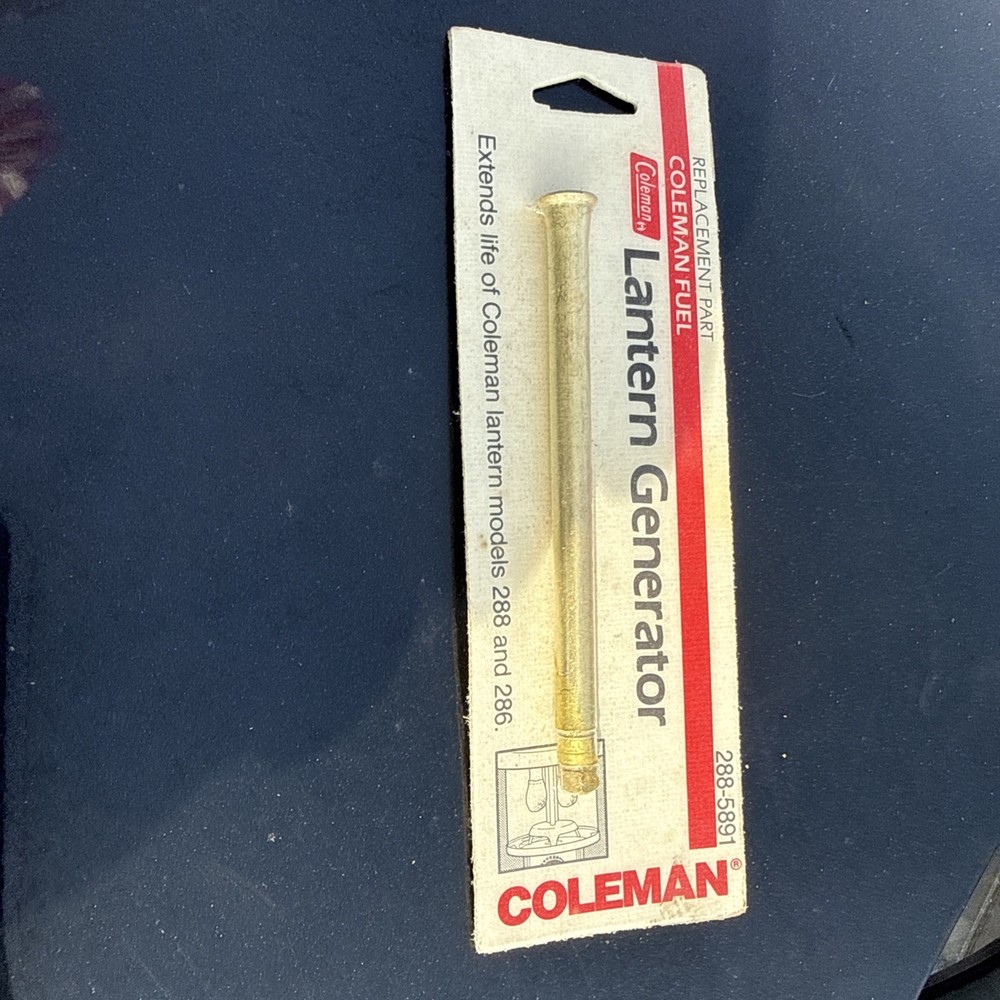 REPLACEMENT PART
288-5891
COLEMAN FUEL
Coleman
Lantern Generator
Extends life of Coleman lantern models 288 and 286.
COLEMAN®